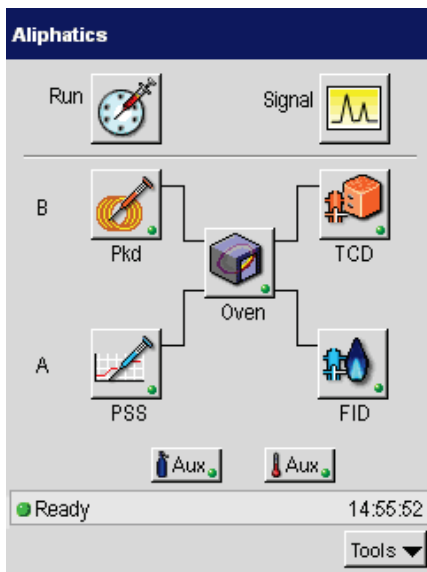 Aliphatics
Run Signal
B
Pkd TCD
Oven
A
PSS FID
Aux Aux
Ready 14:55:52
Tools